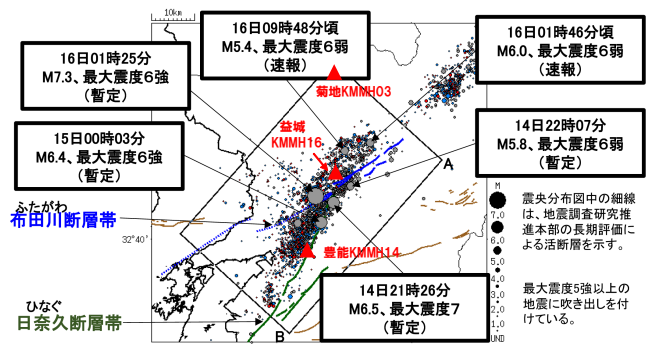 10km
16日09時48分頃
M5.4、最大震度６弱
（速報）
16日01時46分頃
M6.0、最大震度６弱
（速報）
16日01時25分
M7.3、最大震度６強
（暫定）
菊地KMMH03
益城
KMMH16
15日00時03分
M6.4、最大震度６強
（暫定）
14日22時07分
M5.8、最大震度６弱
（暫定）
A
ふたがわ
布田川断層帯
32°40'
豊能KMMH14
M
7.0
6.0
5.0
4.0
3.0
2.0
1.0
UND
震央分布図中の細線
は、地震調査研究推
進本部の長期評価に
よる活断層を示す。
最大震度5強以上の
地震に吹き出しを付
けている。
14日21時26分
M6.5、最大震度７
（暫定）
ひなぐ
日奈久断層帯
B